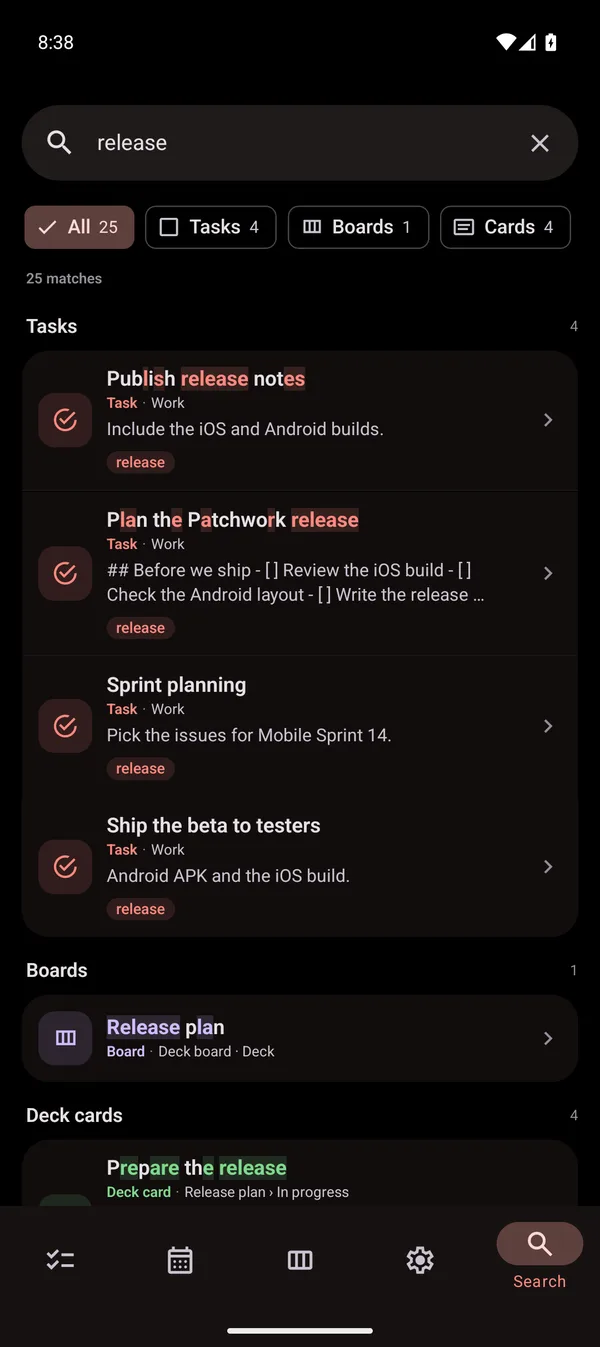 8:38
release
All 25
Tasks 4
Boards 1
Cards 4
25 matches
Tasks 4
Publish release notes
Task · Work
Include the iOS and Android builds.
release
Plan the Patchwork release
Task · Work
## Before we ship - [ ] Review the iOS build - [ ]
Check the Android layout - [ ] Write the release ...
release
Sprint planning
Task · Work
Pick the issues for Mobile Sprint 14.
release
Ship the beta to testers
Task · Work
Android APK and the iOS build.
release
Boards 1
Release plan
Board · Deck board · Deck
Deck cards 4
Prepare the release
Deck card · Release plan › In progress
Search